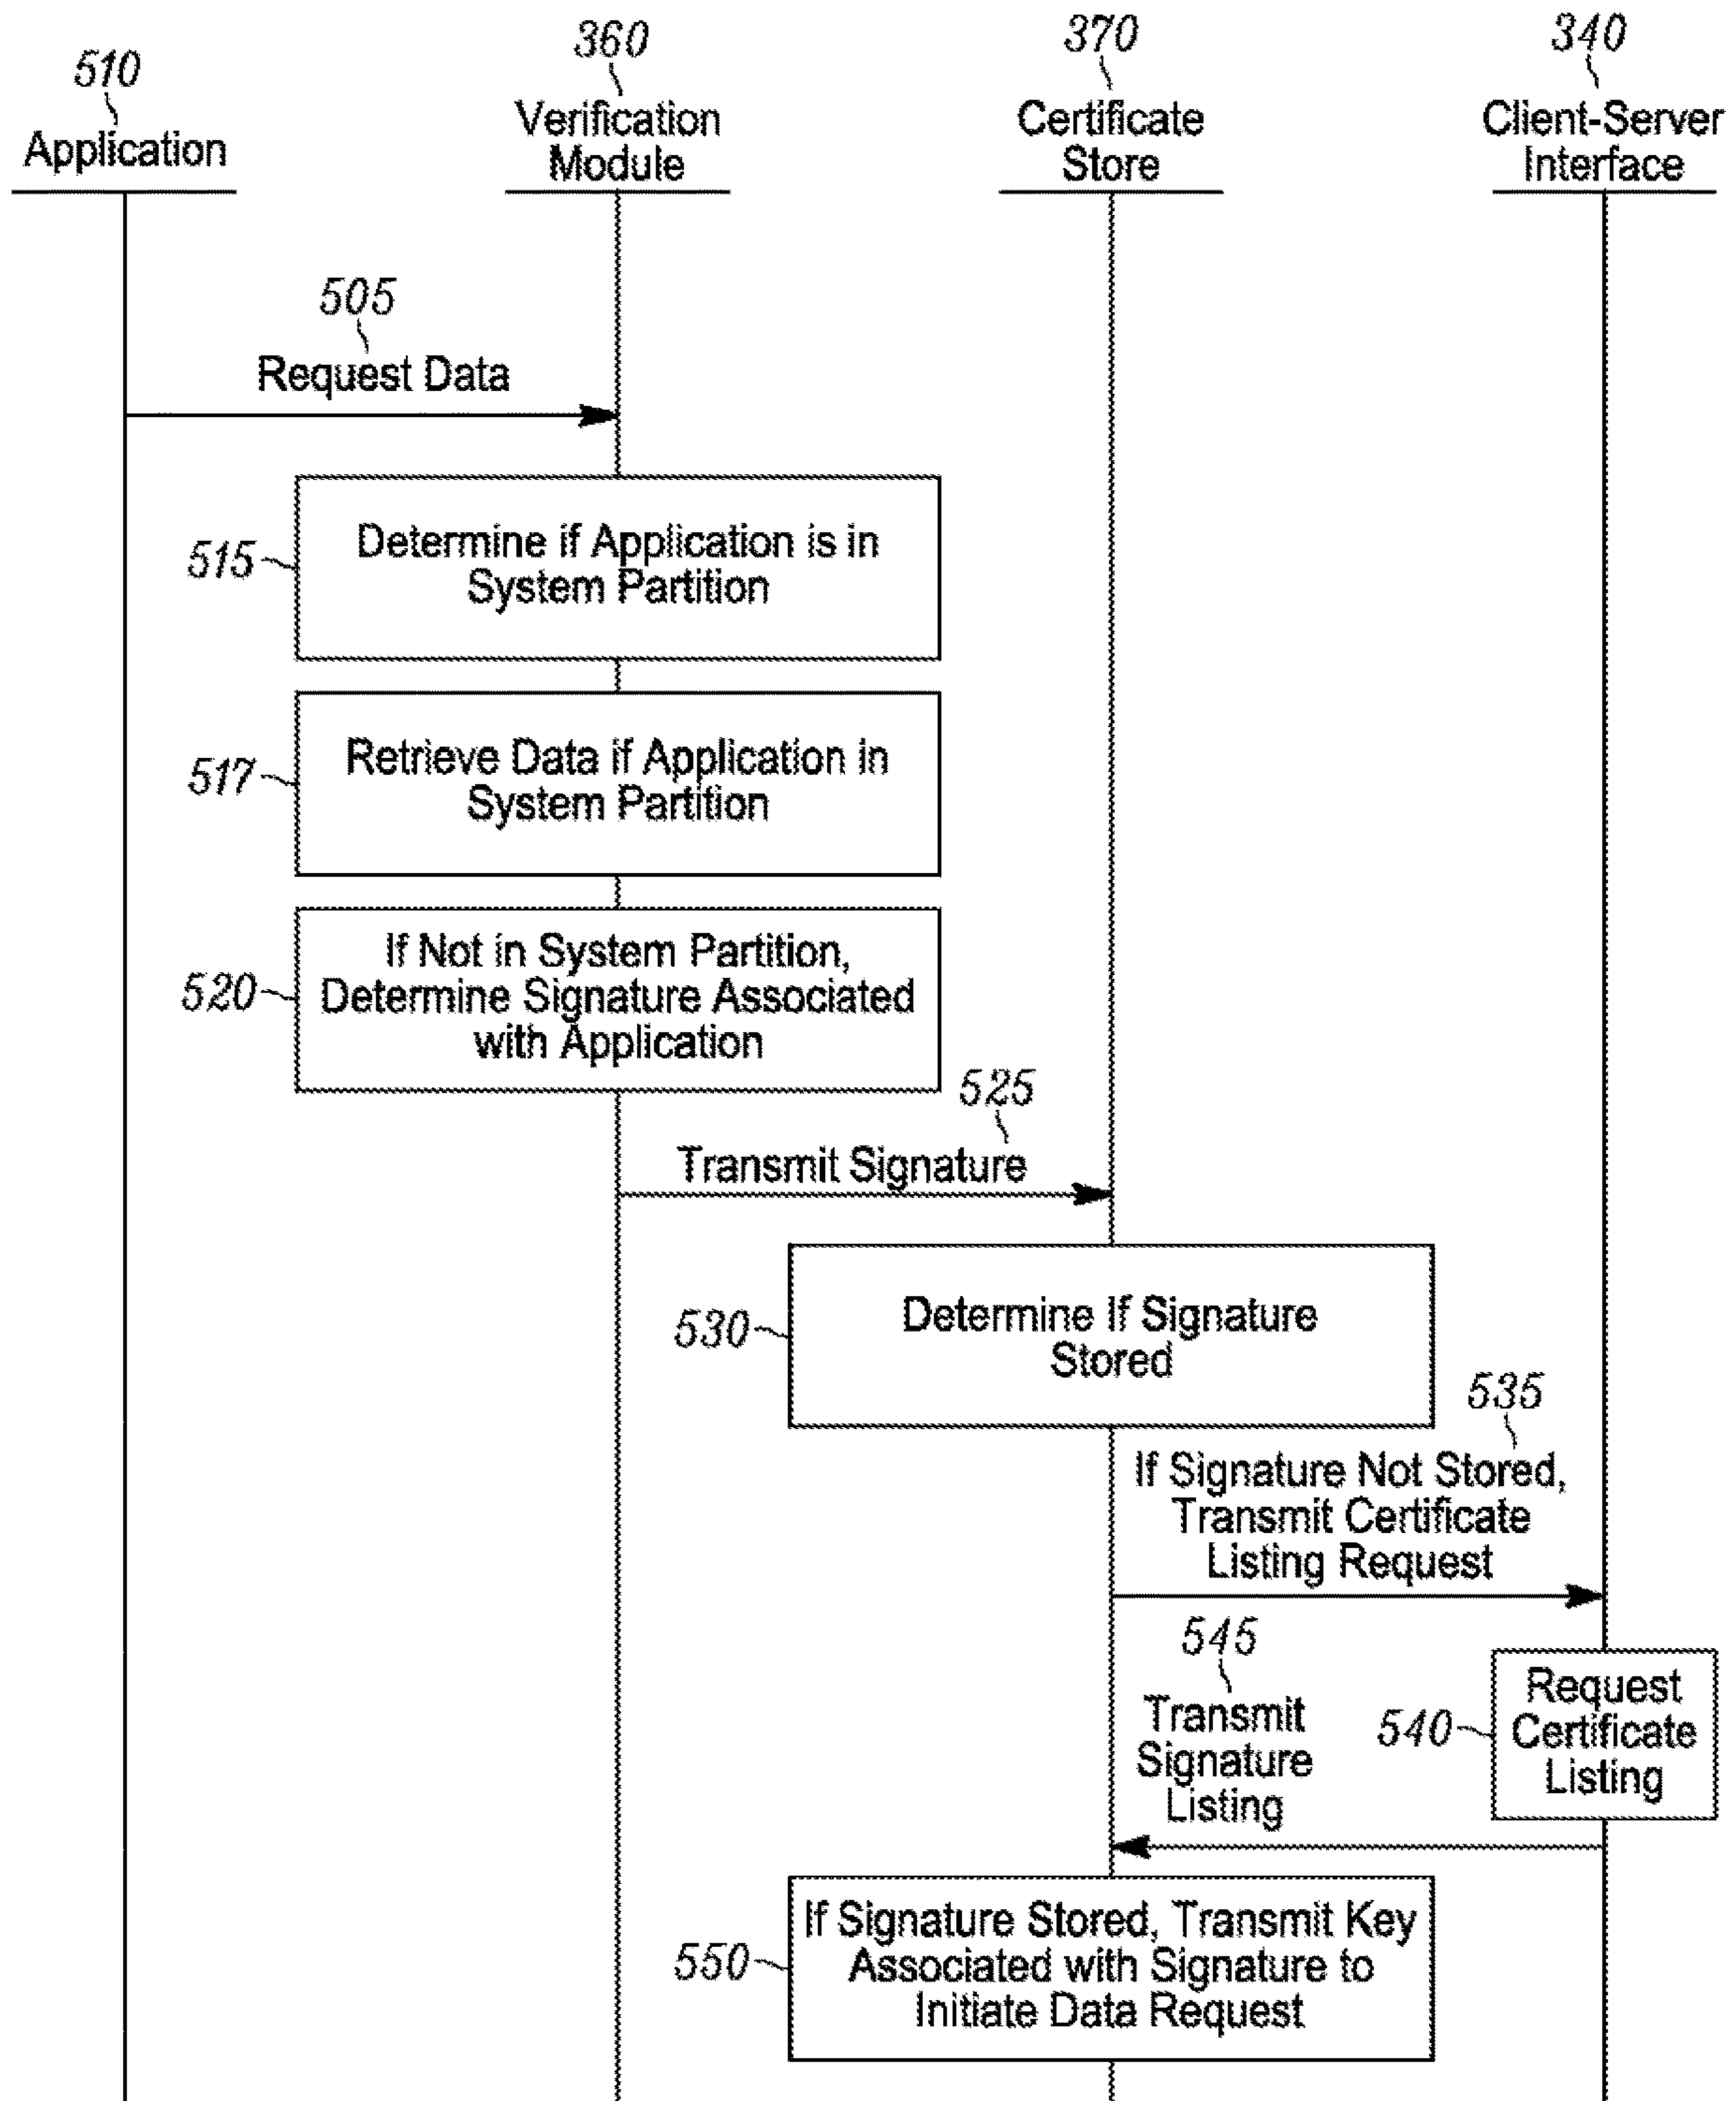 510
Application
360
Verification
Module
370
Certificate
Store
340
Client-Server
Interface
505
Request Data
515
Determine if Application is in
System Partition
517
Retrieve Data if Application in
System Partition
520
If Not in System Partition,
Determine Signature Associated
with Application
525
Transmit Signature
530
Determine If Signature
Stored
535
If Signature Not Stored,
Transmit Certificate
Listing Request
540
Request
Certificate
Listing
545
Transmit
Signature
Listing
550
If Signature Stored, Transmit Key
Associated with Signature to
Initiate Data Request